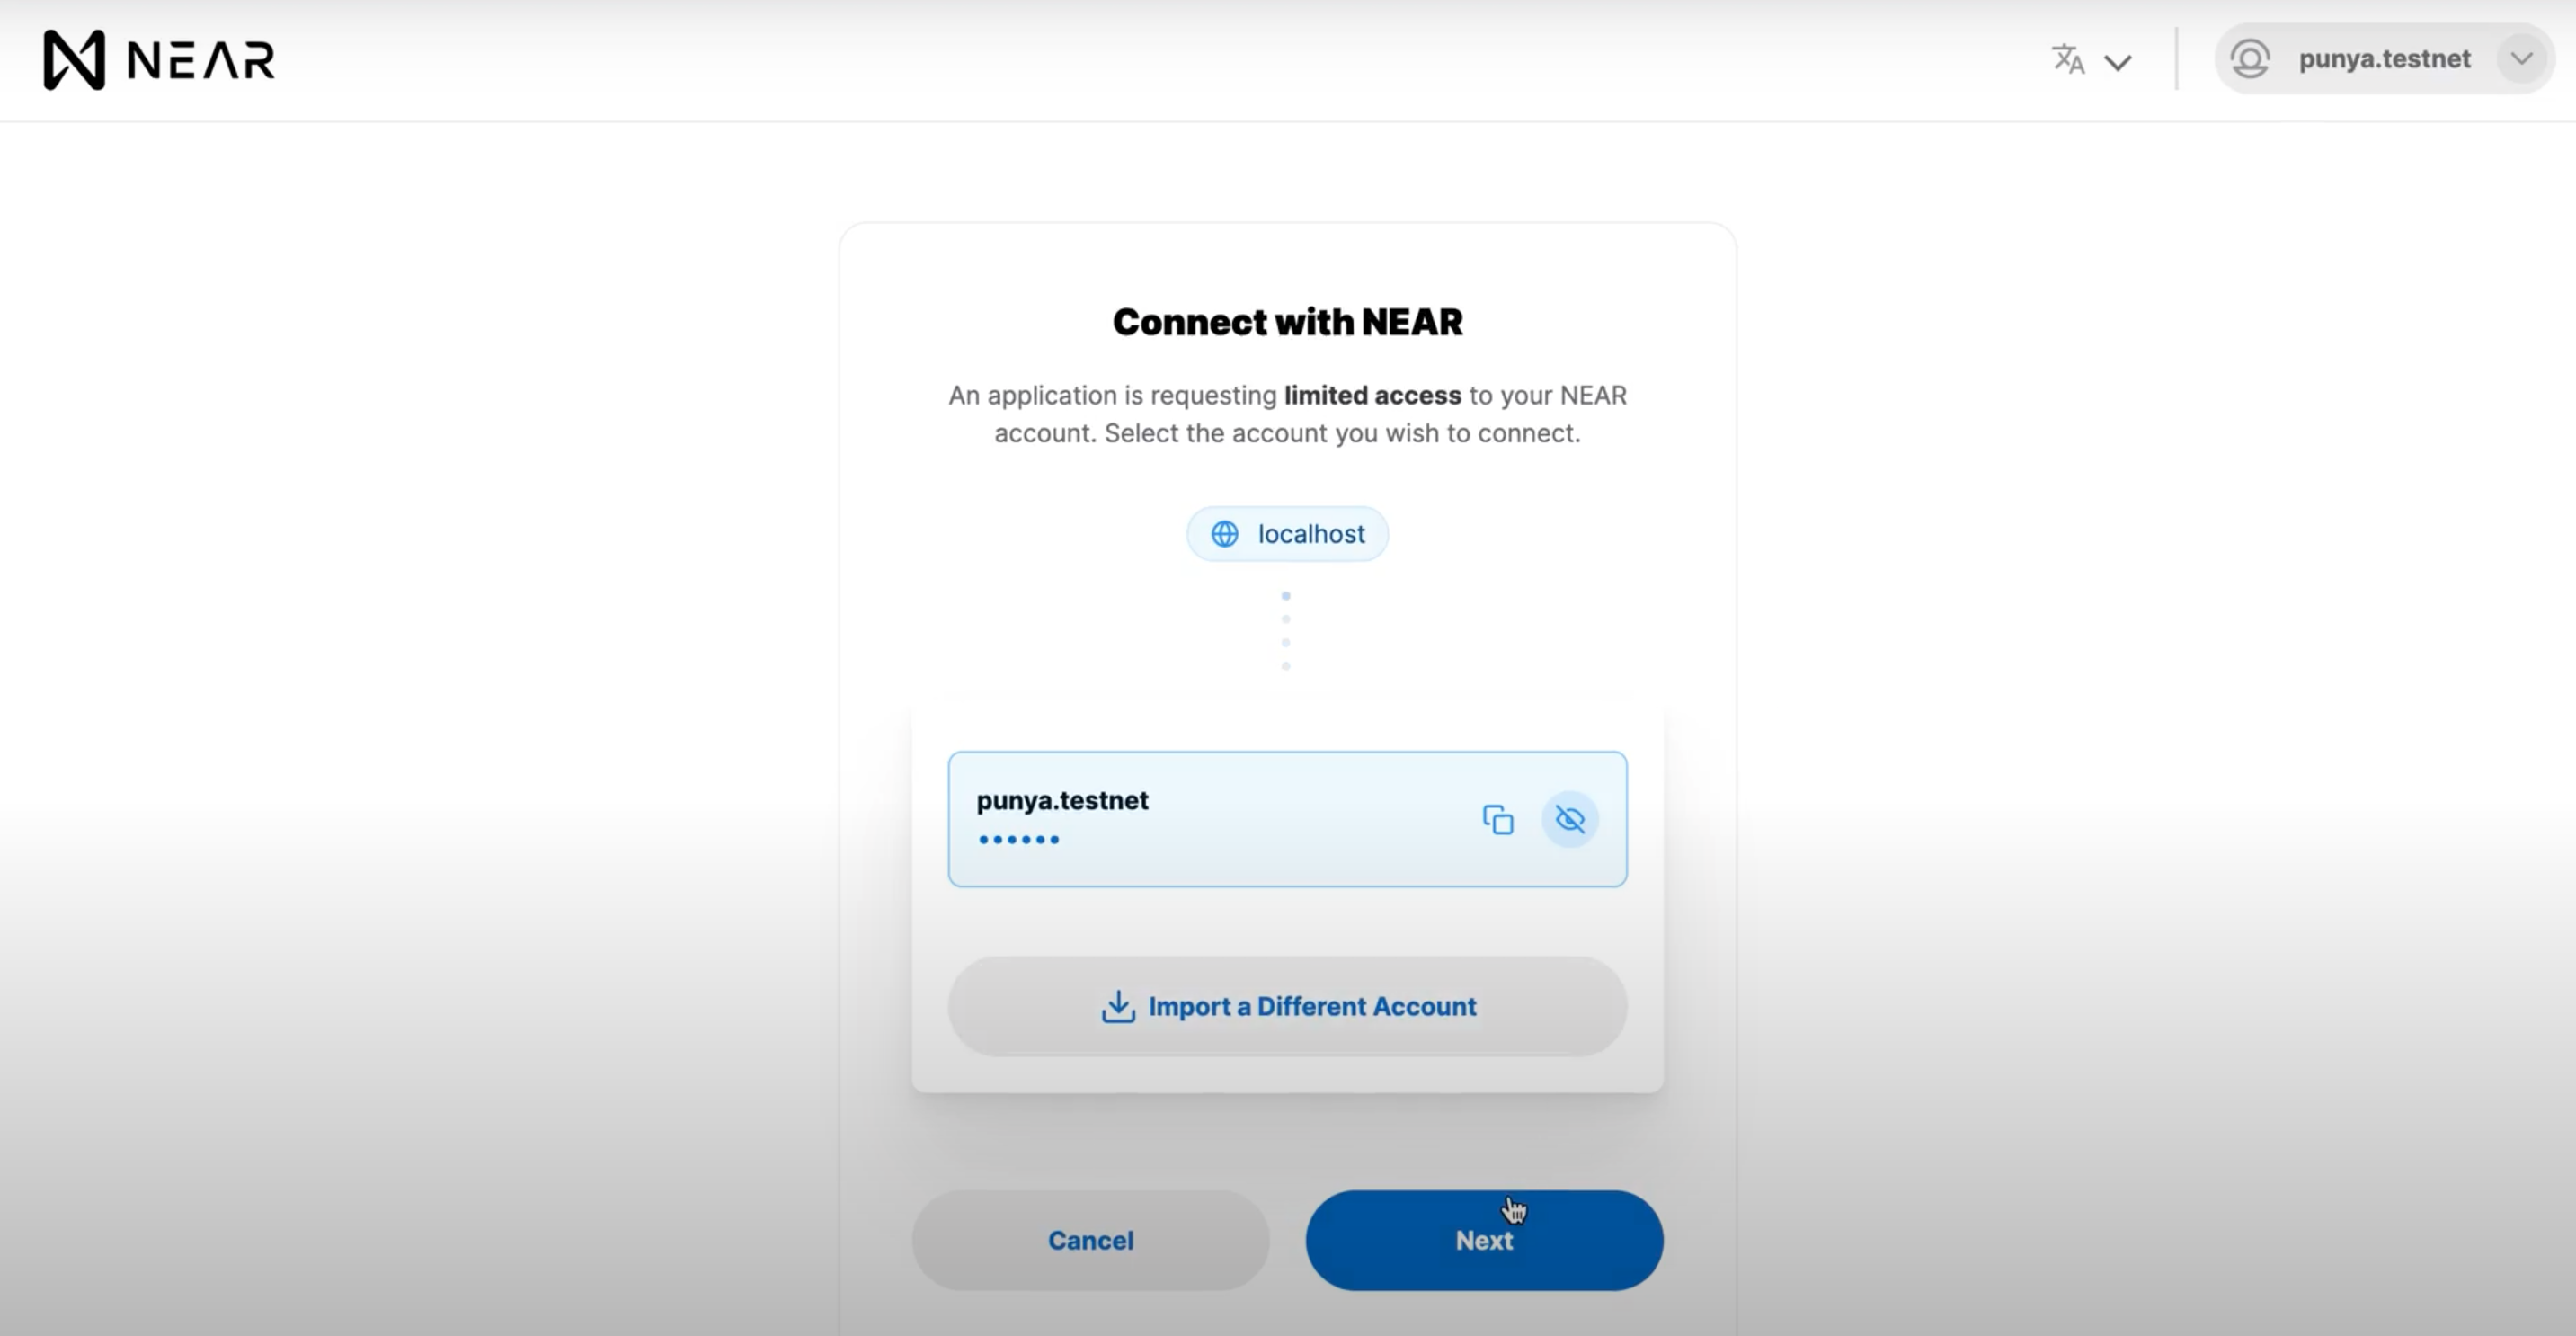 NEAR
punya.testnet
Connect with NEAR
An application is requesting limited access to your NEAR
account. Select the account you wish to connect.
localhost
punya.testnet
Import a Different Account
Cancel
Next